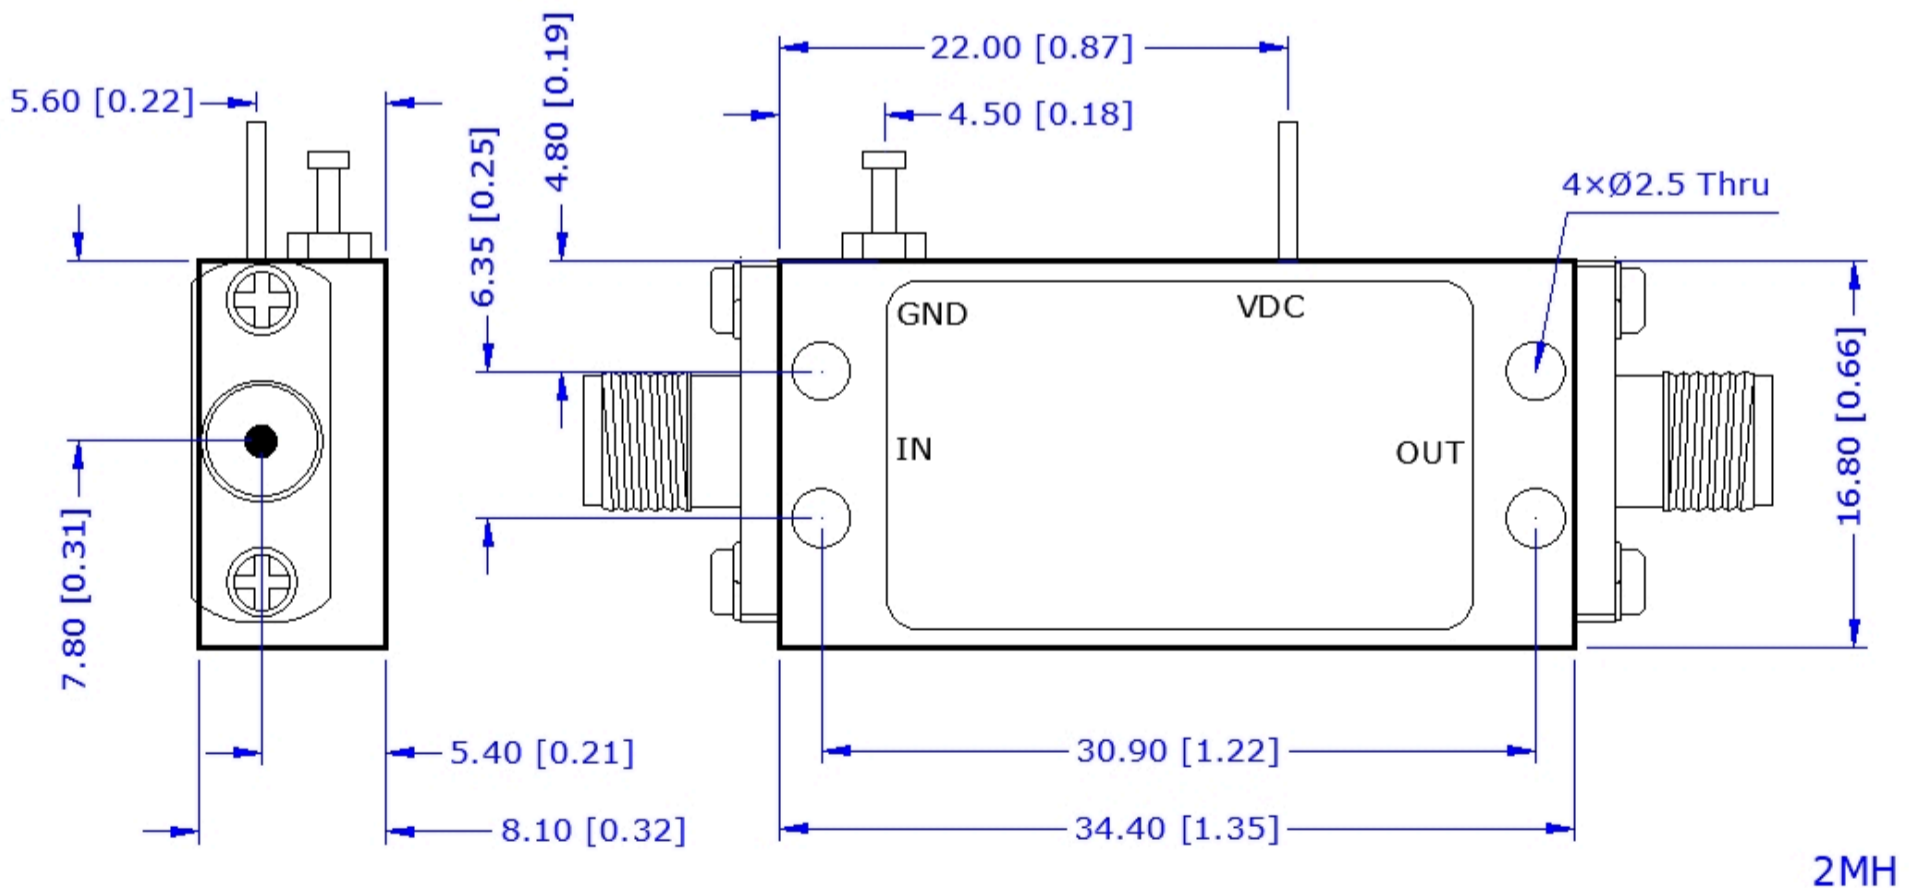 22.00 [0.87]
5.60 [0.22]
4.80 [0.19]
4.50 [0.18]
6.35 [0.25]
4×Ø2.5 Thru
GND
VDC
IN
OUT
16.80 [0.66]
7.80 [0.31]
5.40 [0.21]
30.90 [1.22]
8.10 [0.32]
34.40 [1.35]
2MH